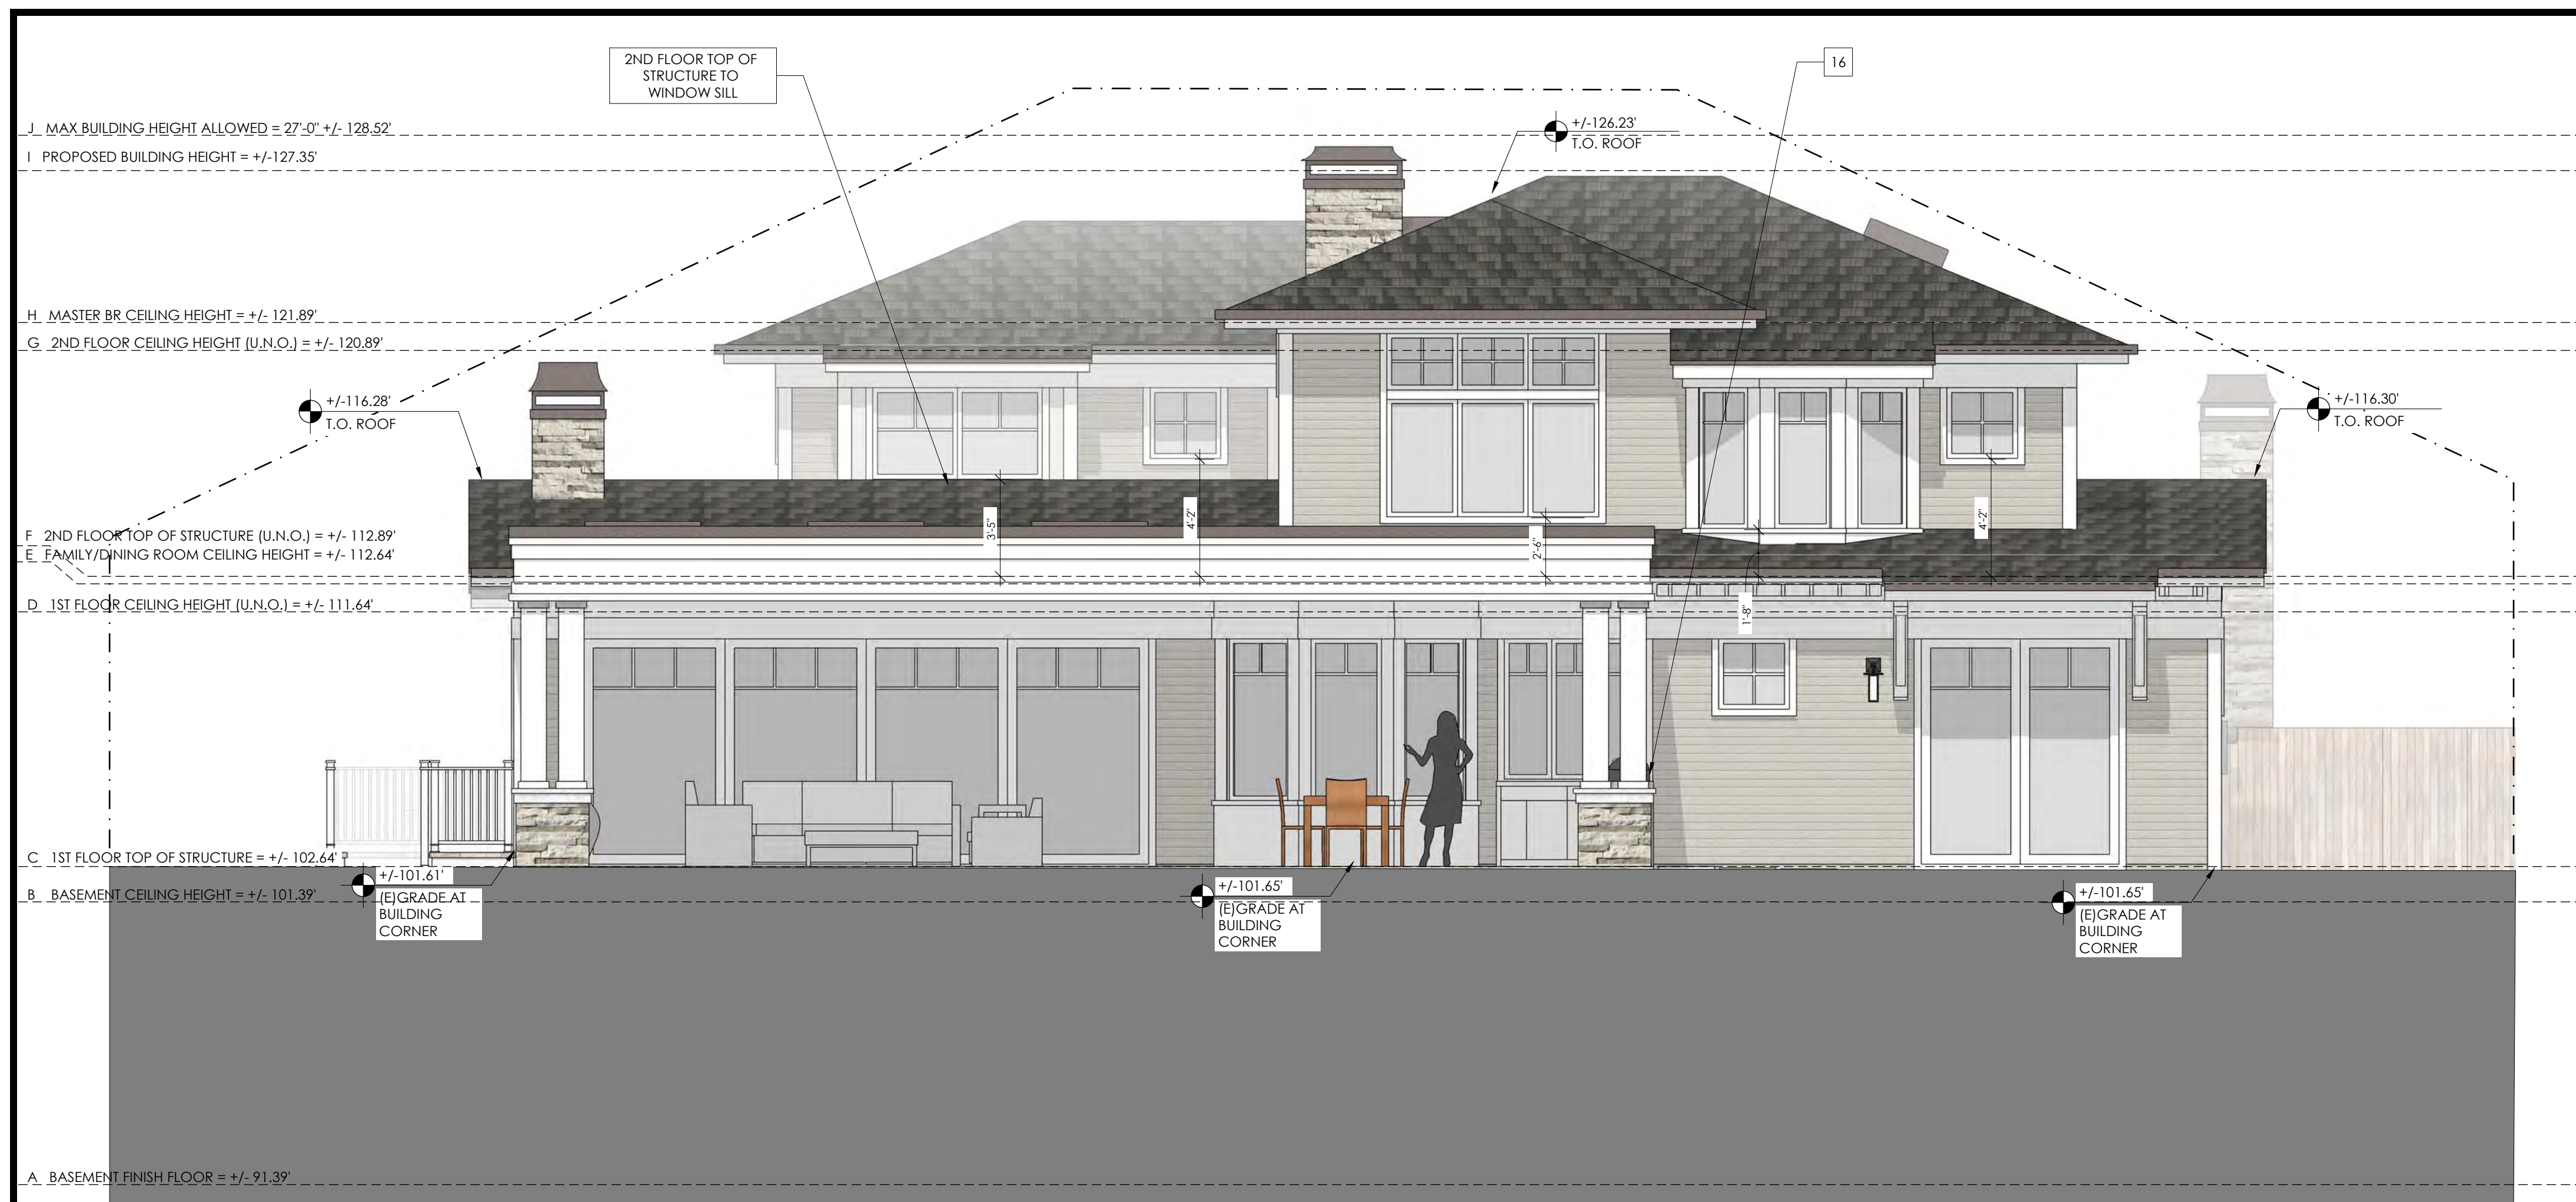 2ND FLOOR TOP OF
STRUCTURE TO
WINDOW SILL
16
J MAX BUILDING HEIGHT ALLOWED = 27'-0" +/- 128.52'
+/-126.23'
T.O. ROOF
I PROPOSED BUILDING HEIGHT = +/-127.35'
H MASTER BR CEILING HEIGHT = +/- 121.89'
G 2ND FLOOR CEILING HEIGHT (U.N.O.) = +/- 120.89'
+/-116.28'
T.O. ROOF
+/-116.30'
T.O. ROOF
F 2ND FLOOR TOP OF STRUCTURE (U.N.O.) = +/- 112.89'
E FAMILY/DINING ROOM CEILING HEIGHT = +/- 112.64'
3'-5"
4'-2"
2'-6"
1'-8"
4'-2"
D 1ST FLOOR CEILING HEIGHT (U.N.O.) = +/- 111.64'
C 1ST FLOOR TOP OF STRUCTURE = +/- 102.64'
B BASEMENT CEILING HEIGHT = +/- 101.39'
+/-101.61'
(E)GRADE AT
BUILDING
CORNER
+/-101.65'
(E)GRADE AT
BUILDING
CORNER
+/-101.65'
(E)GRADE AT
BUILDING
CORNER
A BASEMENT FINISH FLOOR = +/- 91.39'